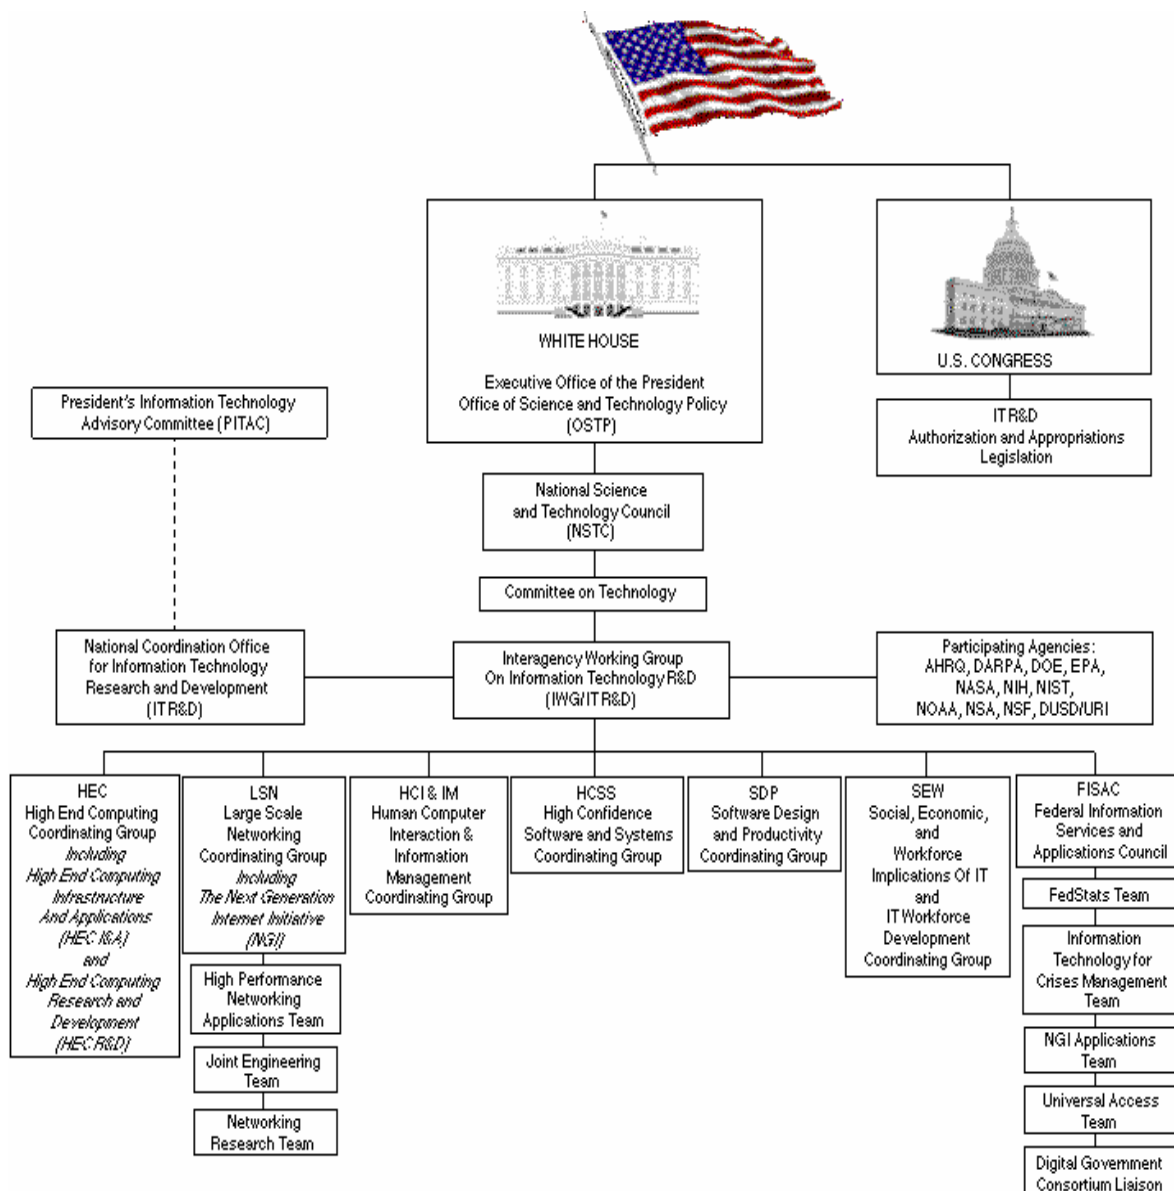 WHITE HOUSE
Executive Office of the President
Office of Science and Technology Policy
(OSTP)
U.S. CONGRESS
President's Information Technology
Advisory Committee (PITAC)
ITR&D
Authorization and Appropriations
Legislation
National Science
and Technology Council
(NSTC)
Committee on Technology
National Coordination Office
for Information Technology
Research and Development
(ITR&D)
Interagency Working Group
On Information Technology R&D
(IWG/ITR&D)
Participating Agencies:
AHRQ, DARPA, DOE, EPA,
NASA, NIH, NIST,
NOAA, NSA, NSF, DUSD/URI
HEC
High End Computing
Coordinating Group
Including
High End Computing
Infrastructure
And Applications
(HEC I&A)
and
High End Computing
Research and
Development
(HEC R&D)
LSN
Large Scale
Networking
Coordinating Group
Including
The Next Generation
Internet Initiative
(NGI)
High Performance
Networking
Applications Team
Joint Engineering
Team
Networking
Research Team
HCI & IM
Human Computer
Interaction &
Information
Management
Coordinating Group
HCSS
High Confidence
Software and Systems
Coordinating Group
SDP
Software Design
and Productivity
Coordinating Group
SEW
Social, Economic,
and
Workforce
Implications Of IT
and
IT Workforce
Development
Coordinating Group
FISAC
Federal Information
Services and
Applications Council
FedStats Team
Information
Technology for
Crises Management
Team
NGI Applications
Team
Universal Access
Team
Digital Government
Consortium Liaison